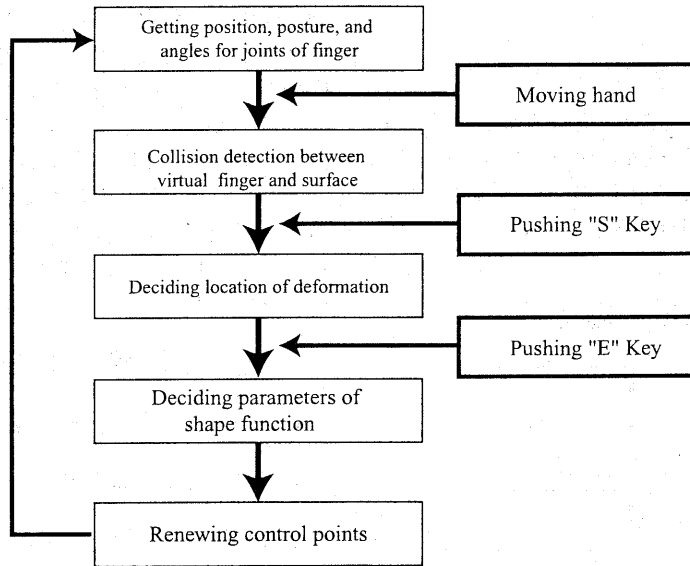 Getting position, posture, and
angles for joints of finger
Moving hand
Collision detection between
virtual finger and surface
Pushing "S" Key
Deciding location of deformation
Pushing "E" Key
Deciding parameters of
shape function
Renewing control points